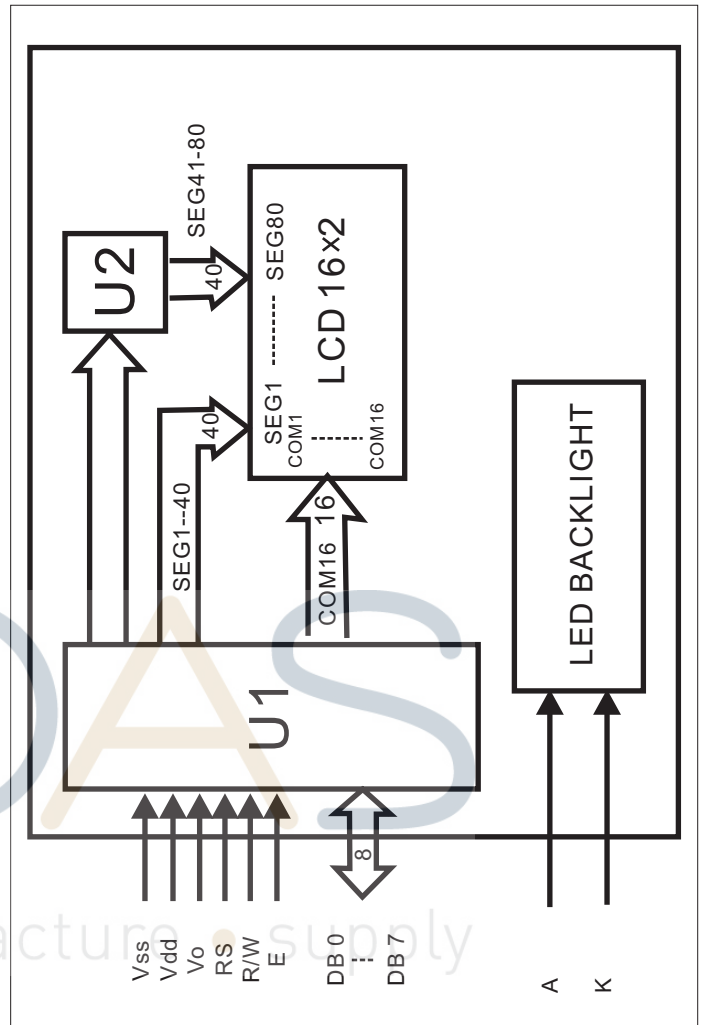 U2
SEG41-80
40
SEG1 -------- SEG80
COM1
-------
COM16
LCD 16×2
SEG1--40
40
COM16
16
U1
Vss
Vdd
Vo
RS
R/W
E
DB 0
----
DB 7
8
LED BACKLIGHT
A
K
supply